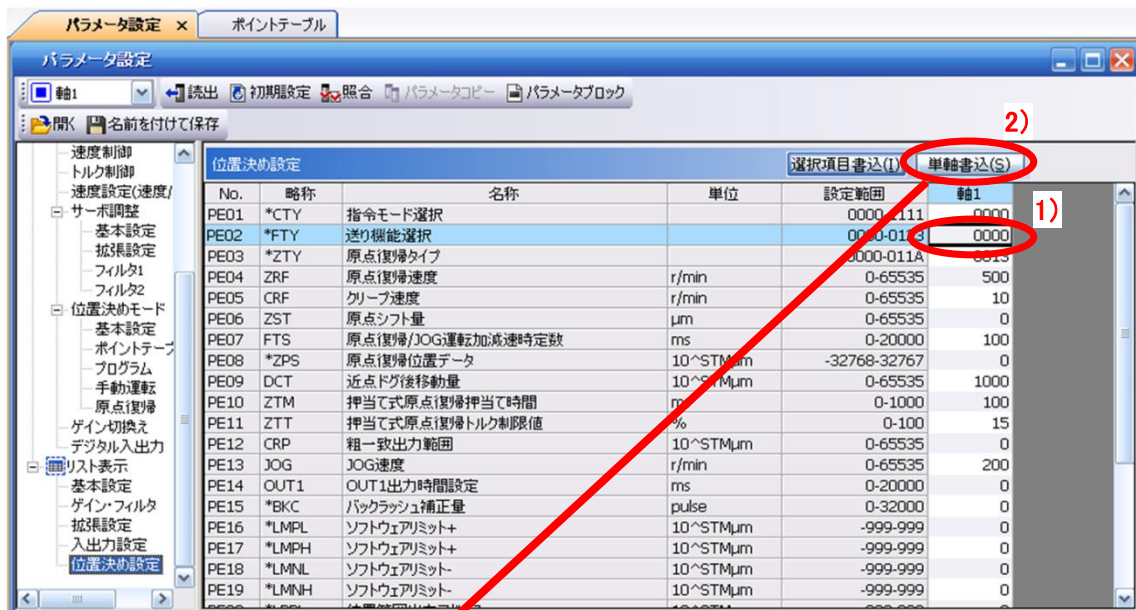 パラメータ設定 × ポイントテーブル
パラメータ設定
軸1 読出 初期設定 照合 パラメータコピー パラメータブロック
開く 名前を付けて保存
2)
速度制御
トルク制御
速度設定(速度/
サーボ調整
基本設定
拡張設定
フィルタ1
フィルタ2
位置決めモード
基本設定
ポイントテーブ
プログラム
手動運転
原点復帰
ゲイン切換え
デジタル入出力
リスト表示
基本設定
ゲイン・フィルタ
拡張設定
入出力設定
位置決め設定
位置決め設定 選択項目書込(I) 単軸書込(S)
No. 略称 名称 単位 設定範囲 軸1
1)
PE01 *CTY 指令モード選択 0000-1111 0000
PE02 *FTY 送り機能選択 0000-0123 0000
PE03 *ZTY 原点復帰タイプ 0000-011A
PE04 ZRF 原点復帰速度 r/min 0-65535 500
PE05 CRF クリープ速度 r/min 0-65535 10
PE06 ZST 原点シフト量 μm 0-65535 0
PE07 FTS 原点復帰/JOG運転加減速時定数 ms 0-20000 100
PE08 *ZPS 原点復帰位置データ 10^STMμm -32768-32767 0
PE09 DCT 近点ドグ後移動量 10^STMμm 0-65535 1000
PE10 ZTM 押当て式原点復帰押当て時間 ms 0-1000 100
PE11 ZTT 押当て式原点復帰トルク制限値 % 0-100 15
PE12 CRP 粗一致出力範囲 10^STMμm 0-65535 0
PE13 JOG JOG速度 r/min 0-65535 200
PE14 OUT1 OUT1出力時間設定 ms 0-20000 0
PE15 *BKC バックラッシュ補正量 pulse 0-32000 0
PE16 *LMPL ソフトウェアリミット+ 10^STMμm -999-999 0
PE17 *LMPH ソフトウェアリミット+ 10^STMμm -999-999 0
PE18 *LMNL ソフトウェアリミット- 10^STMμm -999-999 0
PE19 *LMNH ソフトウェアリミット- 10^STMμm -999-999 0